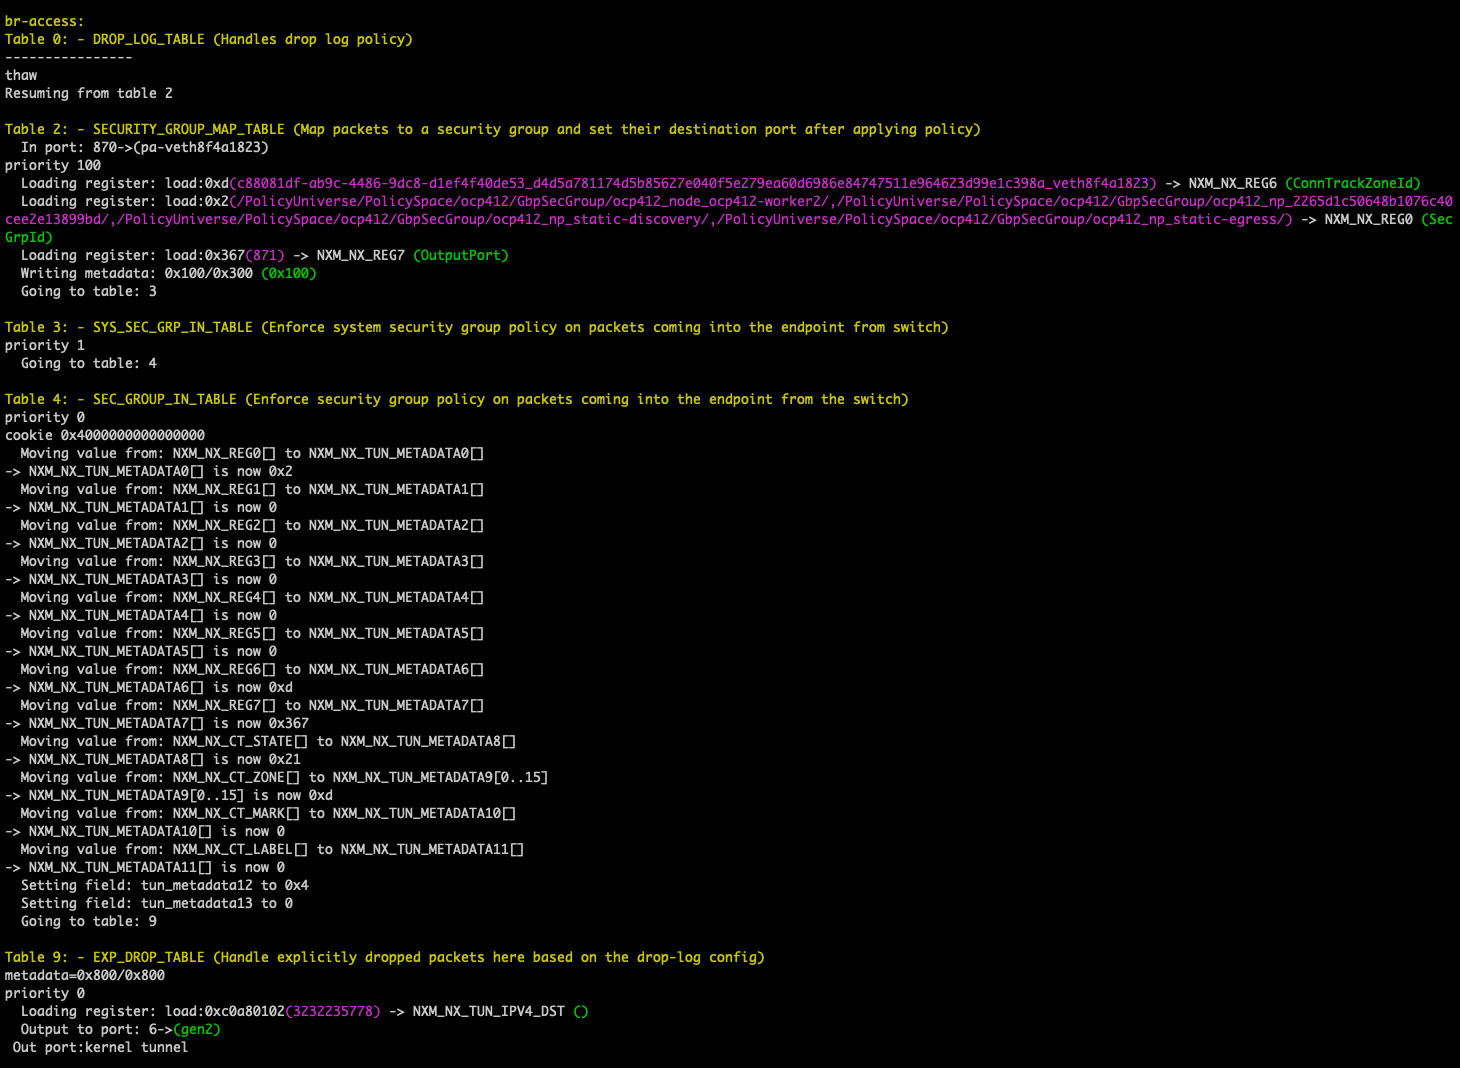 br-access:
Table 0: - DROP_LOG_TABLE (Handles drop log policy)
----------------
thaw
Resuming from table 2
Table 2: - SECURITY_GROUP_MAP_TABLE (Map packets to a security group and set their destination port after applying policy)
In port: 870->(pa-veth8f4a1823)
priority 100
Loading register: load:0xd(c88081df-ab9c-4486-9dc8-d1ef4f40de53_d4d5a781174d5b85627e040f5e279ea60d6986e84747511e964623d99e1c398a_veth8f4a1823) -> NXM_NX_REG6 (ConnTrackZoneId)
Loading register: load:0x2(/PolicyUniverse/PolicySpace/ocp412/GbpSecGroup/ocp412_node_ocp412-worker2/,/PolicyUniverse/PolicySpace/ocp412/GbpSecGroup/ocp412_np_2265d1c50648b1076c40
cee2e13899bd/,/PolicyUniverse/PolicySpace/ocp412/GbpSecGroup/ocp412_np_static-discovery/,/PolicyUniverse/PolicySpace/ocp412/GbpSecGroup/ocp412_np_static-egress/) -> NXM_NX_REG0 (Sec
GrpId)
Loading register: load:0x367(871) -> NXM_NX_REG7 (OutputPort)
Writing metadata: 0x100/0x300 (0x100)
Going to table: 3
Table 3: - SYS_SEC_GRP_IN_TABLE (Enforce system security group policy on packets coming into the endpoint from switch)
priority 1
Going to table: 4
Table 4: - SEC_GROUP_IN_TABLE (Enforce security group policy on packets coming into the endpoint from the switch)
priority 0
cookie 0x4000000000000000
Moving value from: NXM_NX_REG0[] to NXM_NX_TUN_METADATA0[]
-> NXM_NX_TUN_METADATA0[] is now 0x2
Moving value from: NXM_NX_REG1[] to NXM_NX_TUN_METADATA1[]
-> NXM_NX_TUN_METADATA1[] is now 0
Moving value from: NXM_NX_REG2[] to NXM_NX_TUN_METADATA2[]
-> NXM_NX_TUN_METADATA2[] is now 0
Moving value from: NXM_NX_REG3[] to NXM_NX_TUN_METADATA3[]
-> NXM_NX_TUN_METADATA3[] is now 0
Moving value from: NXM_NX_REG4[] to NXM_NX_TUN_METADATA4[]
-> NXM_NX_TUN_METADATA4[] is now 0
Moving value from: NXM_NX_REG5[] to NXM_NX_TUN_METADATA5[]
-> NXM_NX_TUN_METADATA5[] is now 0
Moving value from: NXM_NX_REG6[] to NXM_NX_TUN_METADATA6[]
-> NXM_NX_TUN_METADATA6[] is now 0xd
Moving value from: NXM_NX_REG7[] to NXM_NX_TUN_METADATA7[]
-> NXM_NX_TUN_METADATA7[] is now 0x367
Moving value from: NXM_NX_CT_STATE[] to NXM_NX_TUN_METADATA8[]
-> NXM_NX_TUN_METADATA8[] is now 0x21
Moving value from: NXM_NX_CT_ZONE[] to NXM_NX_TUN_METADATA9[0..15]
-> NXM_NX_TUN_METADATA9[0..15] is now 0xd
Moving value from: NXM_NX_CT_MARK[] to NXM_NX_TUN_METADATA10[]
-> NXM_NX_TUN_METADATA10[] is now 0
Moving value from: NXM_NX_CT_LABEL[] to NXM_NX_TUN_METADATA11[]
-> NXM_NX_TUN_METADATA11[] is now 0
Setting field: tun_metadata12 to 0x4
Setting field: tun_metadata13 to 0
Going to table: 9
Table 9: - EXP_DROP_TABLE (Handle explicitly dropped packets here based on the drop-log config)
metadata=0x800/0x800
priority 0
Loading register: load:0xc0a80102(3232235778) -> NXM_NX_TUN_IPV4_DST ()
Output to port: 6->(gen2)
Out port:kernel tunnel